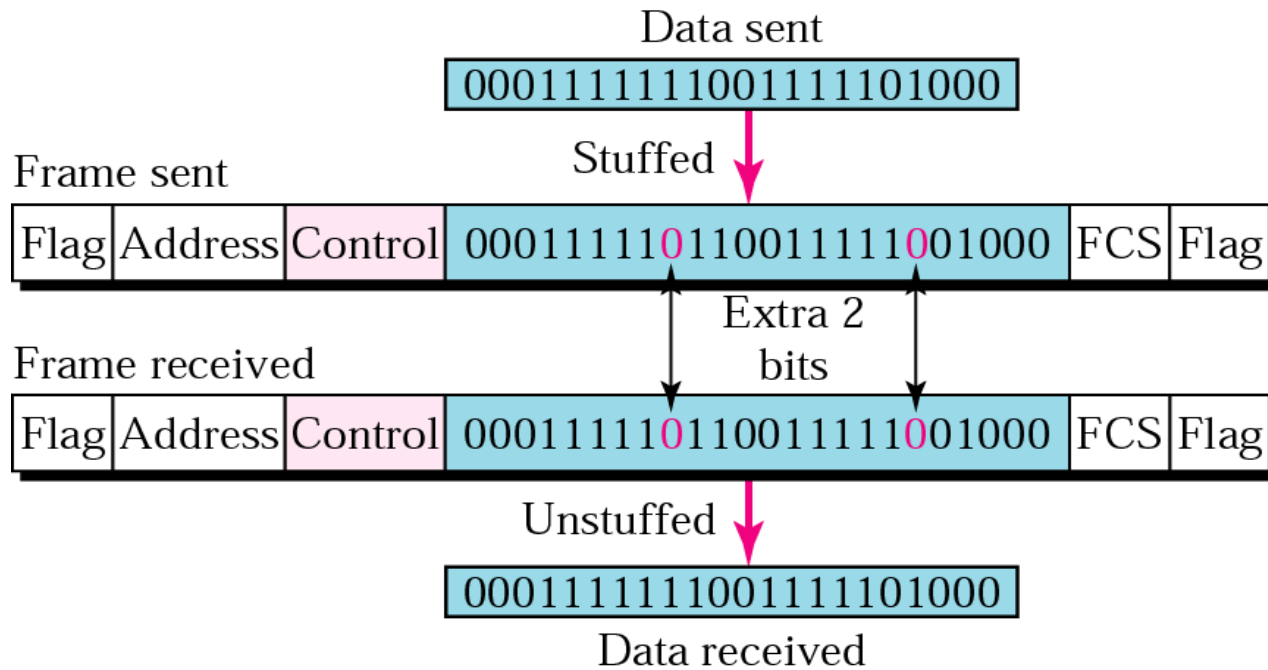 Data sent
0001111111001111101000
Stuffed
Frame sent
Flag Address Control 000111110110011111001000 FCS Flag
Extra 2
bits
Frame received
Flag Address Control 000111110110011111001000 FCS Flag
Unstuffed
0001111111001111101000
Data received